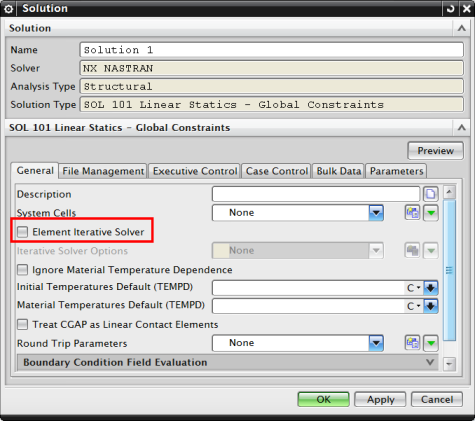 Solution
Solution
Name Solution 1
Solver NX NASTRAN
Analysis Type Structural
Solution Type SOL 101 Linear Statics - Global Constraints
SOL 101 Linear Statics - Global Constraints
Preview
General File Management Executive Control Case Control Bulk Data Parameters
Description
System Cells None
Element Iterative Solver
Iterative Solver Options None
Ignore Material Temperature Dependence
Initial Temperatures Default (TEMPD) C
Material Temperatures Default (TEMPD) C
Treat CGAP as Linear Contact Elements
Round Trip Parameters None
Boundary Condition Field Evaluation
OK Apply Cancel